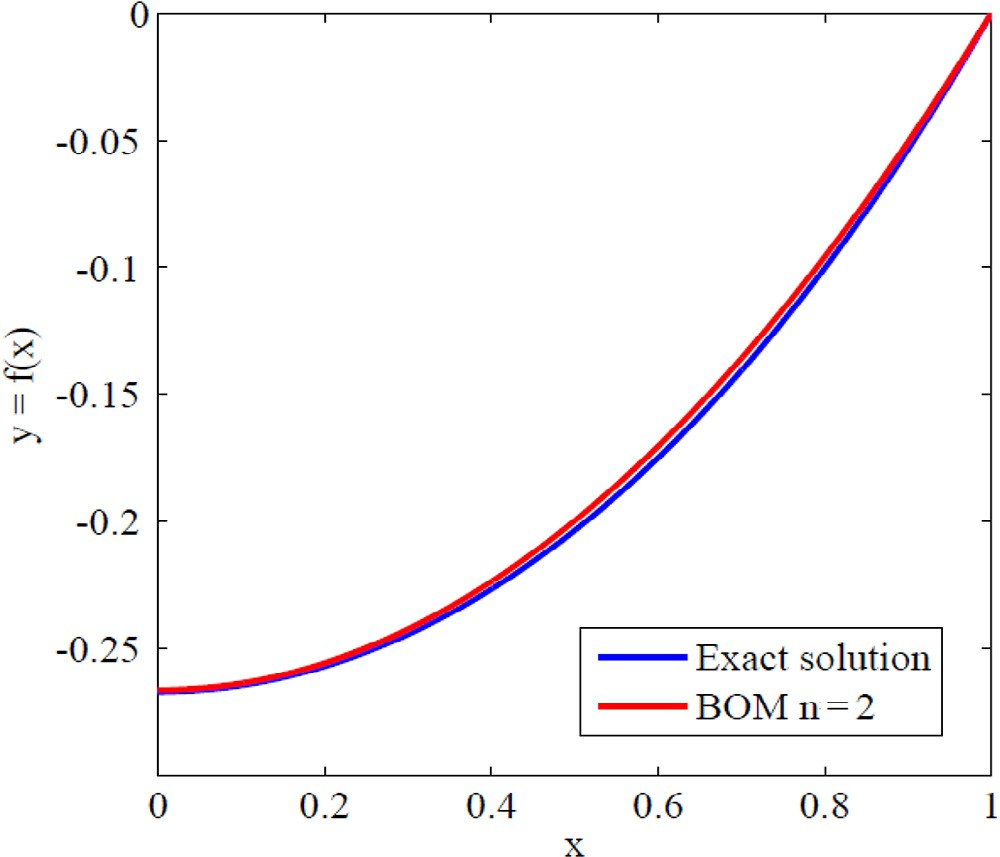 0
-0.05
-0.1
-0.15
-0.2
-0.25
y = f(x)
Exact solution
BOM n = 2
0 0.2 0.4 0.6 0.8 1
x